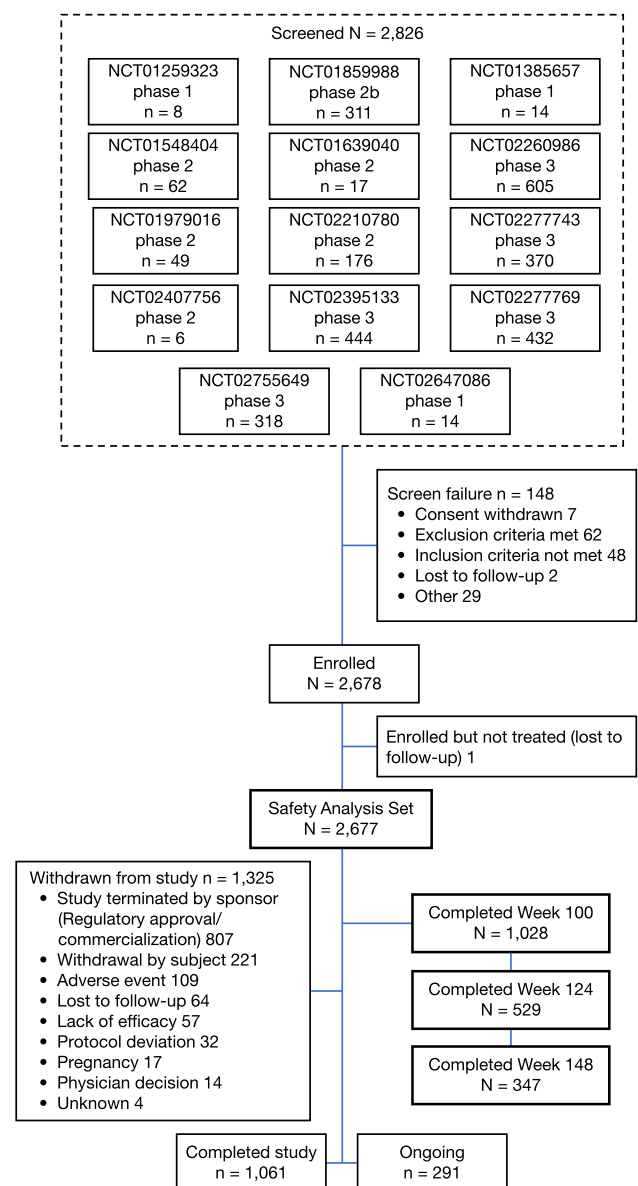 Screened N = 2,826
NCT01259323
phase 1
n = 8
NCT01859988
phase 2b
n = 311
NCT01385657
phase 1
n = 14
NCT01548404
phase 2
n = 62
NCT01639040
phase 2
n = 17
NCT02260986
phase 3
n = 605
NCT01979016
phase 2
n = 49
NCT02210780
phase 2
n = 176
NCT02277743
phase 3
n = 370
NCT02407756
phase 2
n = 6
NCT02395133
phase 3
n = 444
NCT02277769
phase 3
n = 432
NCT02755649
phase 3
n = 318
NCT02647086
phase 1
n = 14
Screen failure n = 148
• Consent withdrawn 7
• Exclusion criteria met 62
• Inclusion criteria not met 48
• Lost to follow-up 2
• Other 29
Enrolled
N = 2,678
Enrolled but not treated (lost to
follow-up) 1
Safety Analysis Set
N = 2,677
Withdrawn from study n = 1,325
• Study terminated by sponsor
(Regulatory approval/
commercialization) 807
• Withdrawal by subject 221
• Adverse event 109
• Lost to follow-up 64
• Lack of efficacy 57
• Protocol deviation 32
• Pregnancy 17
• Physician decision 14
• Unknown 4
Completed Week 100
N = 1,028
Completed Week 124
N = 529
Completed Week 148
N = 347
Completed study
n = 1,061
Ongoing
n = 291